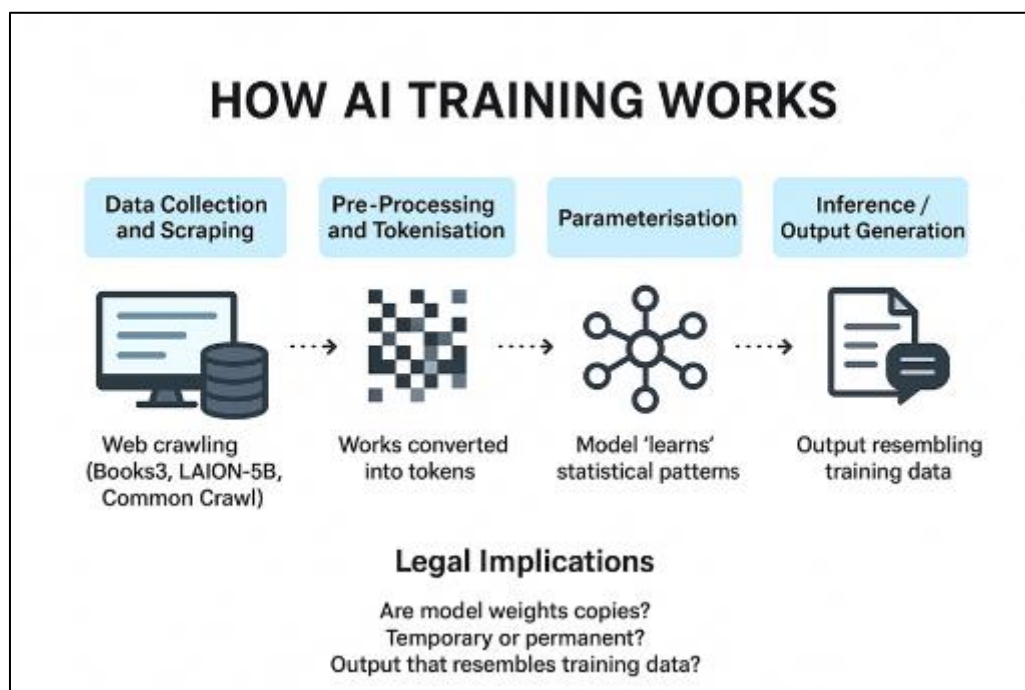 HOW AI TRAINING WORKS
Data Collection
and Scraping
Pre-Processing
and Tokenisation
Parameterisation
Inference /
Output Generation
Web crawling
(Books3, LAION-5B,
Common Crawl)
Works converted
into tokens
Model ‘learns’
statistical patterns
Output resembling
training data
Legal Implications
Are model weights copies?
Temporary or permanent?
Output that resembles training data?